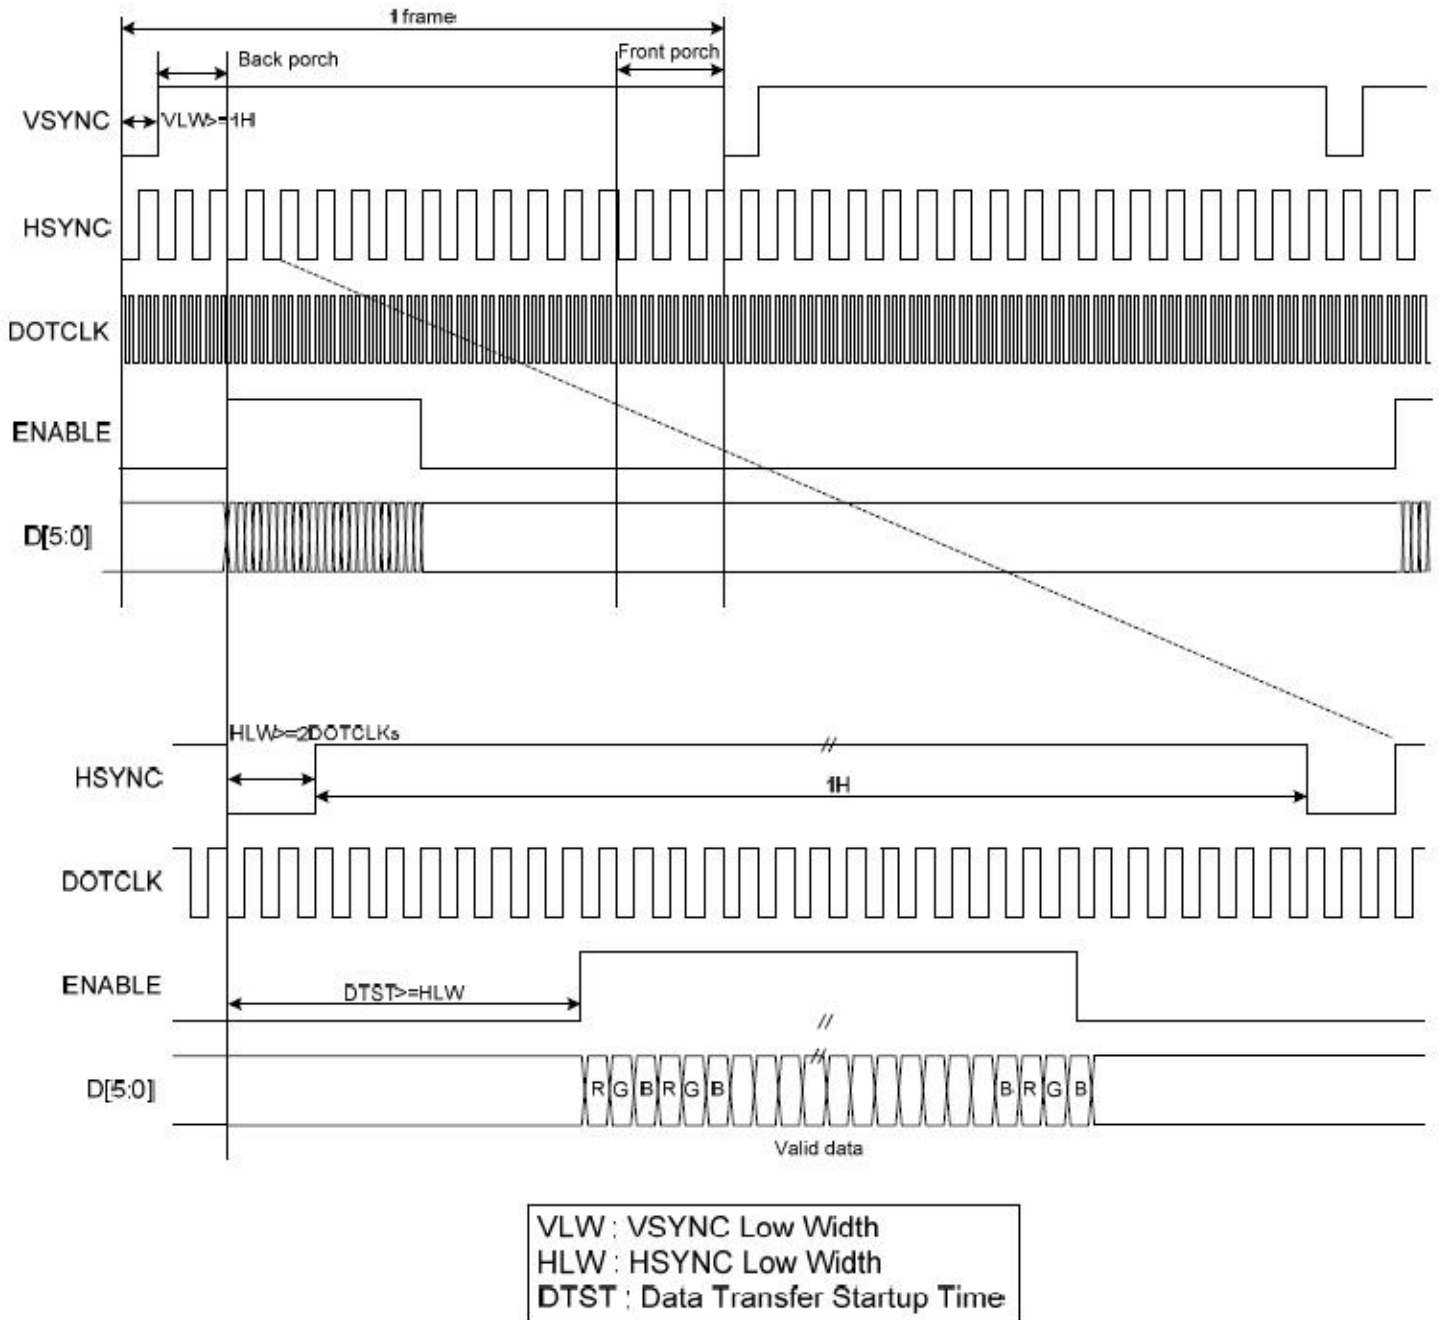 1 frame
Back porch
Front porch
VSYNC
VLW>=1H
HSYNC
DOTCLK
ENABLE
D[5:0]
HLW>=2DOTCLKs
//
HSYNC
1H
DOTCLK
ENABLE
DTST>=HLW
//
//
D[5:0]
R G B R G B B R G B
Valid data
VLW : VSYNC Low Width
HLW : HSYNC Low Width
DTST : Data Transfer Startup Time